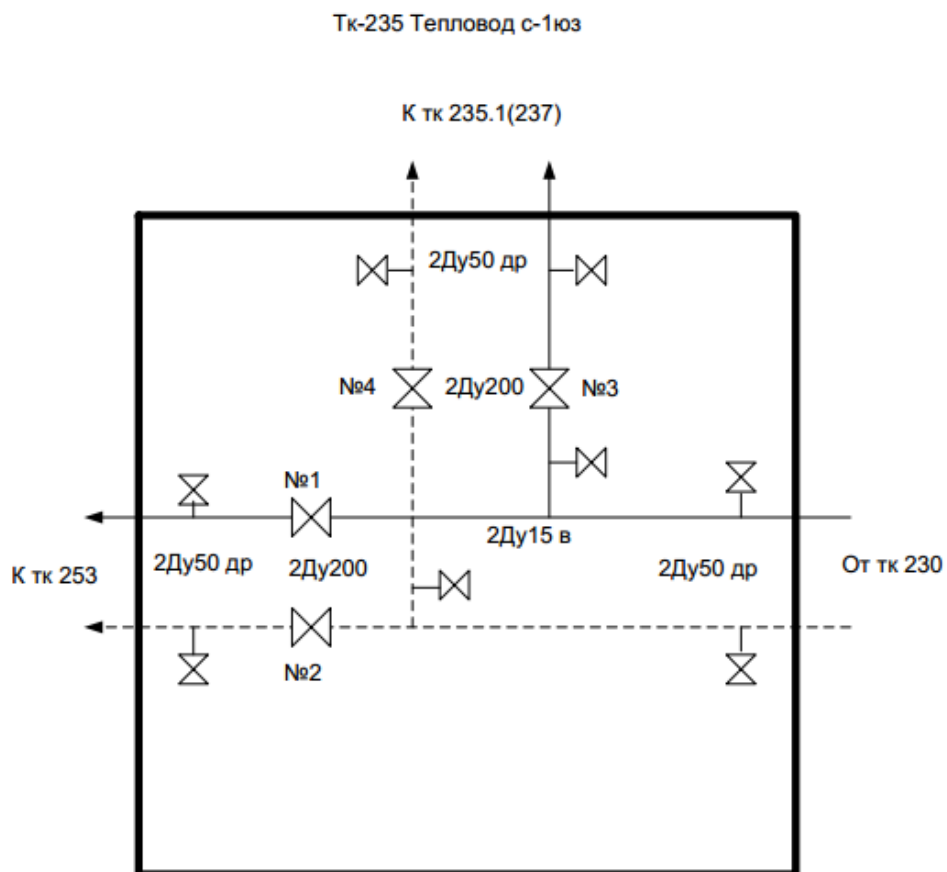 Тк-235 Тепловод с-1юз
К тк 235.1(237)
2Ду50 др
№4
2Ду200
№3
№1
2Ду15 в
2Ду50 др
2Ду200
2Ду50 др
К тк 253
От тк 230
№2